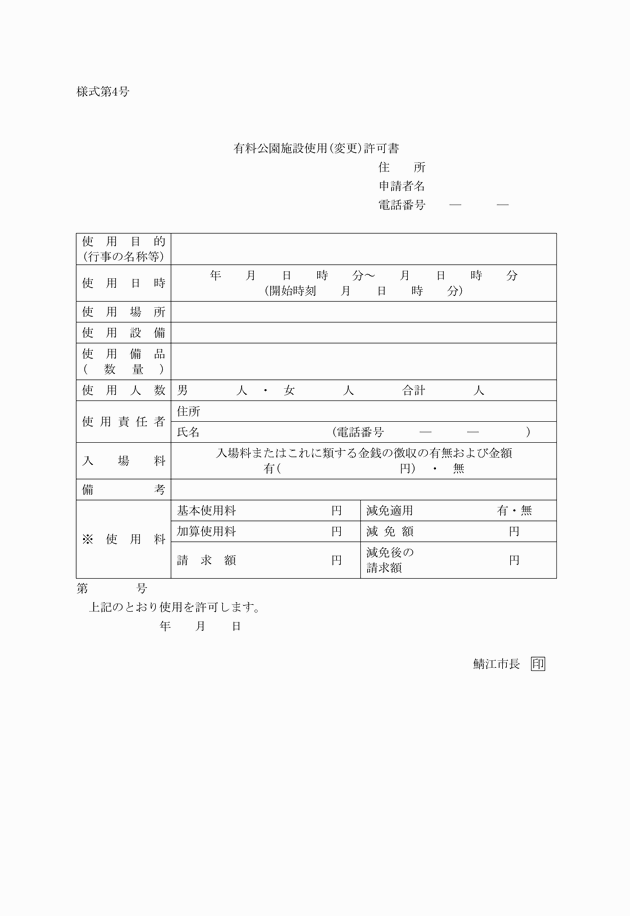 様式第4号
有料公園施設使用(変更)許可書
住　　所
申請者名
電話番号　　―　　　―
使　用　目　的
(行事の名称等)
使　用　日　時　　　年　　月　　日　　時　　分～　　月　　日　　時　　分
(開始時刻　　月　　日　　時　　分)
使　用　場　所
使　用　設　備
使　用　備　品
(　数　量　)
使　用　人　数　男　　　　人　・　女　　　　人　　　　合計　　　　人
使用責任者　住所
氏名　　　　　　　　　　　(電話番号　　　―　　　―　　　　)
入　　場　　料　入場料またはこれに類する金銭の徴収の有無および金額
有(　　　　　　　　　　円)　・　無
備　　　　　考
※　使　用　料　基本使用料　　　　　　　　円　減免適用　　　　　　　有・無
加算使用料　　　　　　　　円　減　免　額　　　　　　　　円
請　求　額　　　　　　　　円　減免後の
請求額　　　　　　　　　円
第　　　　号
上記のとおり使用を許可します。
年　　月　　日
鯖江市長　印